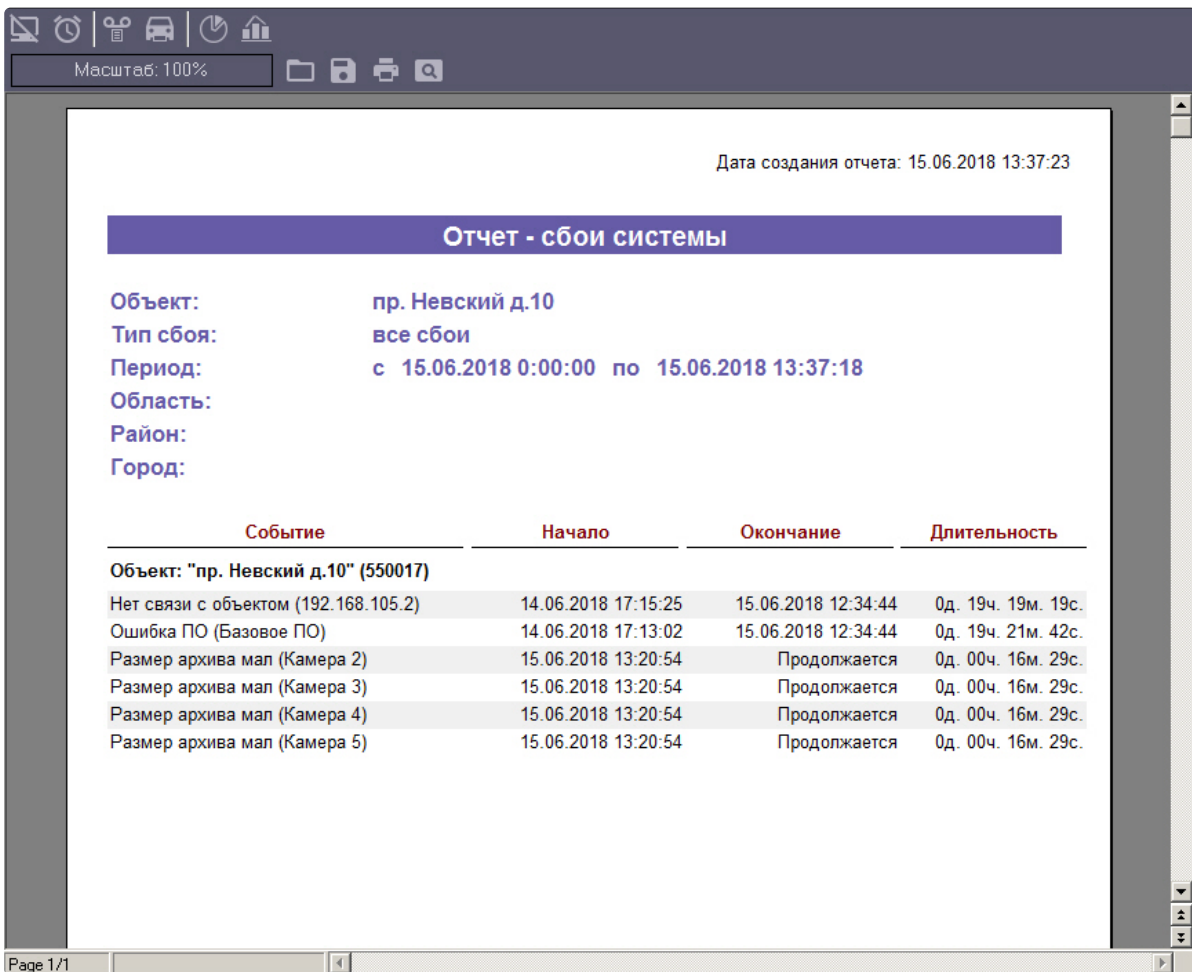 Масштаб: 100%
Дата создания отчета: 15.06.2018 13:37:23
Отчет - сбои системы
Объект: пр. Невский д.10
Тип сбоя: все сбои
Период: с 15.06.2018 0:00:00 по 15.06.2018 13:37:18
Область:
Район:
Город:
Событие Начало Окончание Длительность
Объект: "пр. Невский д.10" (550017)
Нет связи с объектом (192.168.105.2) 14.06.2018 17:15:25 15.06.2018 12:34:44 0д. 19ч. 19м. 19с.
Ошибка ПО (Базовое ПО) 14.06.2018 17:13:02 15.06.2018 12:34:44 0д. 19ч. 21м. 42с.
Размер архива мал (Камера 2) 15.06.2018 13:20:54 Продолжается 0д. 00ч. 16м. 29с.
Размер архива мал (Камера 3) 15.06.2018 13:20:54 Продолжается 0д. 00ч. 16м. 29с.
Размер архива мал (Камера 4) 15.06.2018 13:20:54 Продолжается 0д. 00ч. 16м. 29с.
Размер архива мал (Камера 5) 15.06.2018 13:20:54 Продолжается 0д. 00ч. 16м. 29с.
Page 1/1